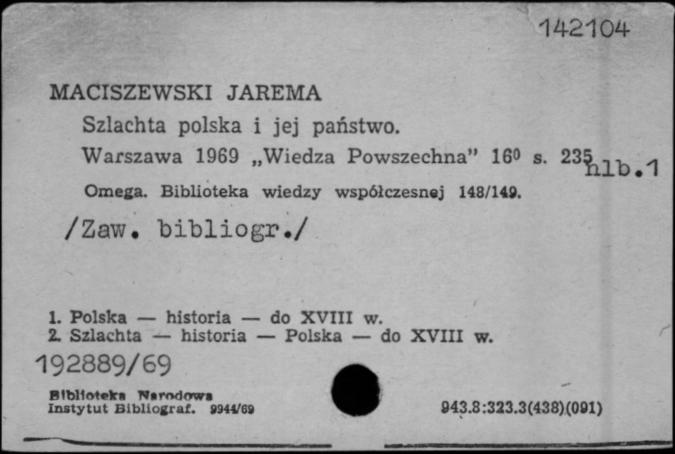 142104
MACISZEWSKI JAREMA
Szlachta polska i jej państwo.
Warszawa 1969 „Wiedza Powszechna” 16⁰ s. 235 nlb.1
Omega. Biblioteka wiedzy współczesnej 148/149.
/Zaw. bibliogr./
1. Polska — historia — do XVIII w.
2. Szlachta — historia — Polska — do XVIII w.
192889/69
Biblioteka Narodowa
Instytut Bibliograf. 9944/69
943.8:323.3(438)(091)